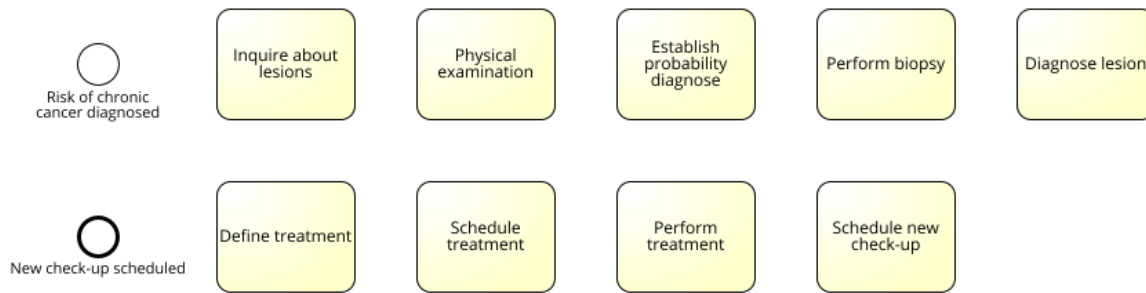 Risk of chronic
cancer diagnosed
Inquire about
lesions
Physical
examination
Establish
probability
diagnose
Perform biopsy
Diagnose lesion
New check-up scheduled
Define treatment
Schedule
treatment
Perform
treatment
Schedule new
check-up